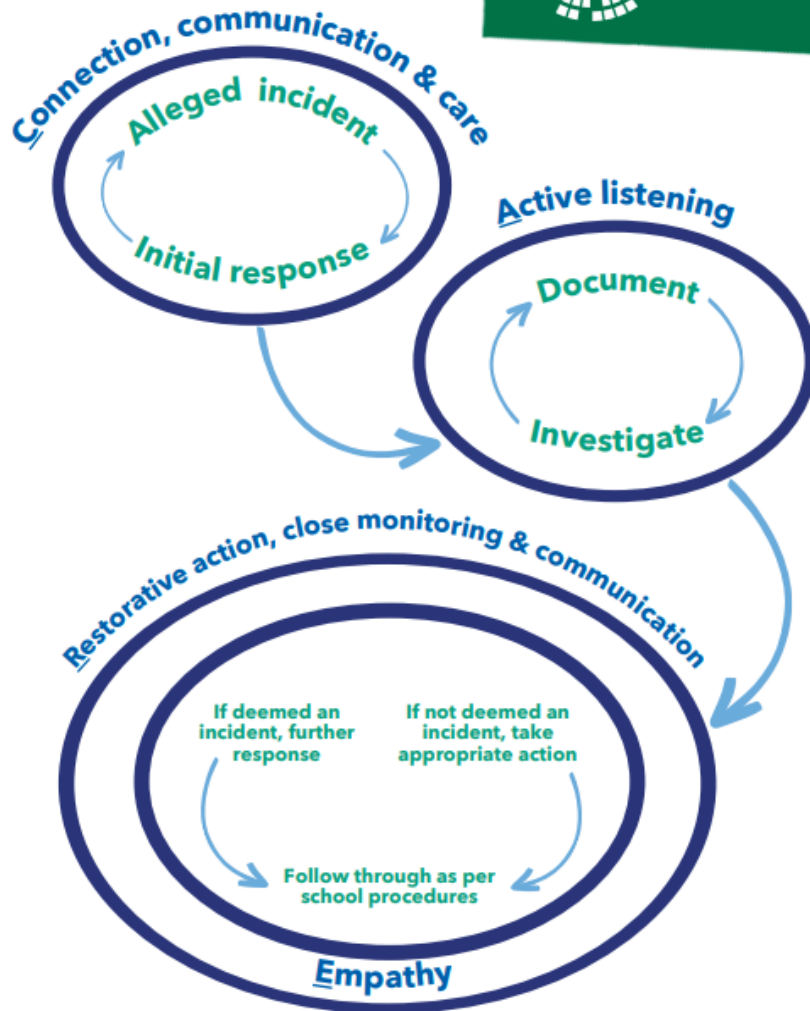 Connection, communication & care
Alleged incident
Initial response
Active listening
Document
Investigate
Restorative action, close monitoring & communication
If deemed an
incident, further
response
If not deemed an
incident, take
appropriate action
Follow through as per
school procedures
Empathy